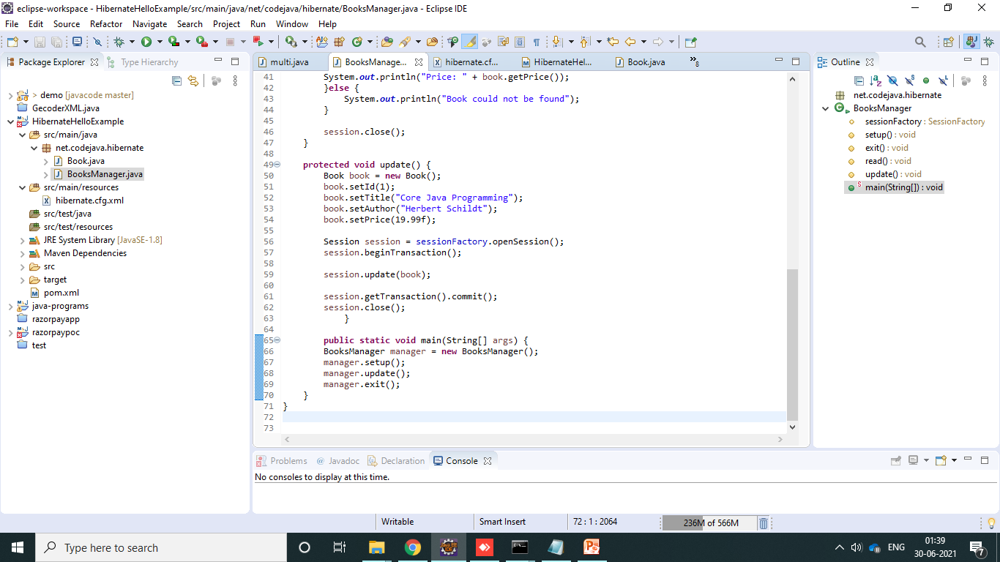 eclipse-workspace - HibernateHelloExample/src/main/java/net/codejava/hibernate/BooksManager.java - Eclipse IDE
File Edit Source Refactor Navigate Search Project Run Window Help
Package Explorer Type Hierarchy
> demo [javacode master]
GecoderXML.java
HibernateHelloExample
src/main/java
net.codejava.hibernate
Book.java
BooksManager.java
src/main/resources
hibernate.cfg.xml
src/test/java
src/test/resources
JRE System Library [JavaSE-1.8]
Maven Dependencies
src
target
pom.xml
java-programs
razorpayapp
razorpaypoc
test
multi.java BooksManage... hibernate.cf... HibernateHel... Book.java »8
41 System.out.println("Price: " + book.getPrice());
42 }else {
43 System.out.println("Book could not be found");
44 }
45
46 session.close();
47 }
48
49 protected void update() {
50 Book book = new Book();
51 book.setId(1);
52 book.setTitle("Core Java Programming");
53 book.setAuthor("Herbert Schildt");
54 book.setPrice(19.99f);
55
56 Session session = sessionFactory.openSession();
57 session.beginTransaction();
58
59 session.update(book);
60
61 session.getTransaction().commit();
62 session.close();
63 }
64
65 public static void main(String[] args) {
66 BooksManager manager = new BooksManager();
67 manager.setup();
68 manager.update();
69 manager.exit();
70 }
71 }
72
73
Outline
net.codejava.hibernate
BooksManager
sessionFactory : SessionFactory
setup() : void
exit() : void
read() : void
update() : void
main(String[]) : void
Problems @ Javadoc Declaration Console
No consoles to display at this time.
Writable Smart Insert 72 : 1 : 2064 236M of 566M
Type here to search
ENG
01:39
30-06-2021
7